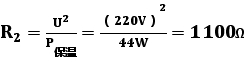 R₂ = U²/P保温 = (220V)²/44W = 1100Ω